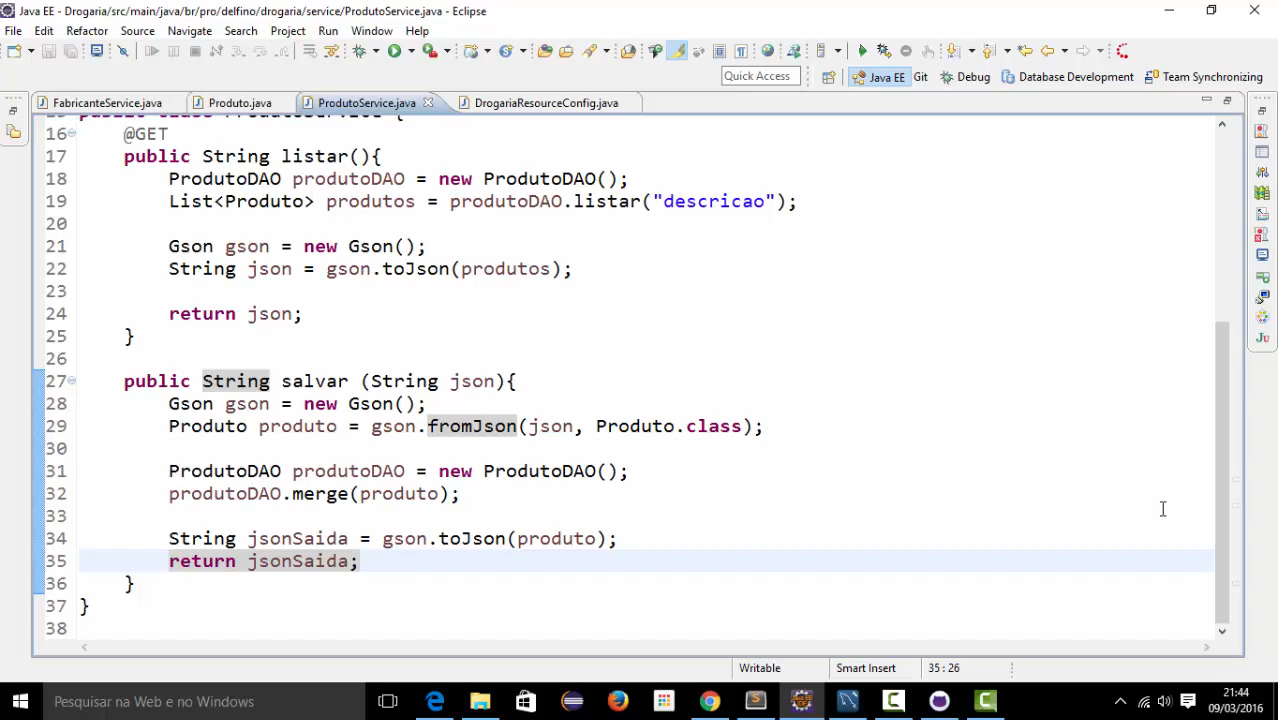 Java EE - Drogaria/src/main/java/br/pro/delfino/drogaria/service/ProdutoService.java - Eclipse
File Edit Refactor Source Navigate Search Project Run Window Help
Quick Access Java EE Git Debug Database Development Team Synchronizing
FabricanteService.java Produto.java ProdutoService.java DrogariaResourceConfig.java
16 @GET
17 public String listar(){
18 ProdutoDAO produtoDAO = new ProdutoDAO();
19 List<Produto> produtos = produtoDAO.listar("descricao");
20
21 Gson gson = new Gson();
22 String json = gson.toJson(produtos);
23
24 return json;
25 }
26
27 public String salvar (String json){
28 Gson gson = new Gson();
29 Produto produto = gson.fromJson(json, Produto.class);
30
31 ProdutoDAO produtoDAO = new ProdutoDAO();
32 produtoDAO.merge(produto);
33
34 String jsonSaida = gson.toJson(produto);
35 return jsonSaida;
36 }
37 }
38
Writable Smart Insert 35 : 26
Pesquisar na Web e no Windows
21:44
09/03/2016